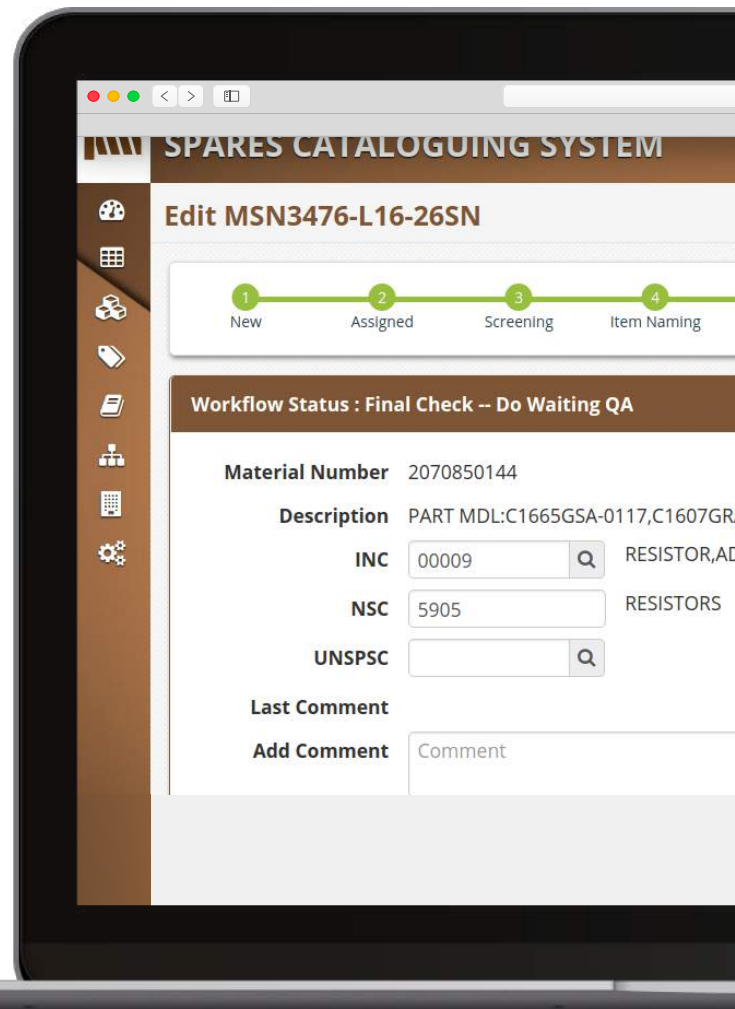 SPARES CATALOGUING SYSTEM
Edit MSN3476-L16-26SN
1 2 3 4
New Assigned Screening Item Naming
Workflow Status : Final Check -- Do Waiting QA
Material Number 2070850144
Description PART MDL:C1665GSA-0117,C1607GR
INC 00009 RESISTOR,AD
NSC 5905 RESISTORS
UNSPSC
Last Comment
Add Comment Comment